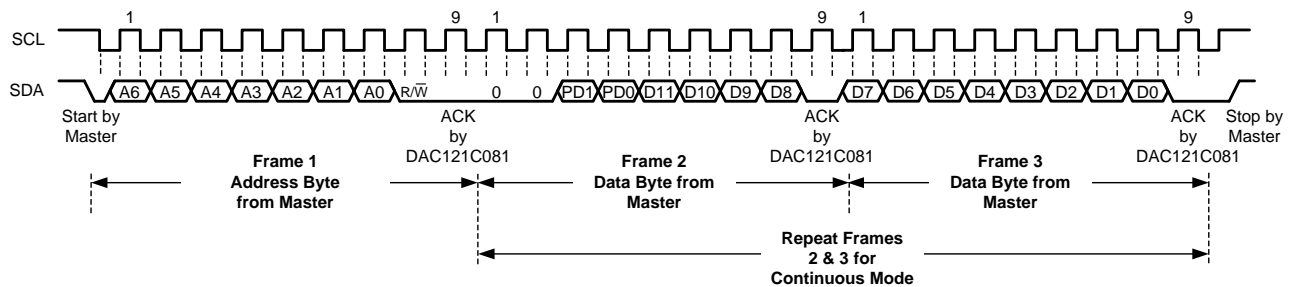 1 9 1 9 1 9
SCL
SDA A6 A5 A4 A3 A2 A1 A0 R/W̅ 0 0 PD1 PD0 D11 D10 D9 D8 D7 D6 D5 D4 D3 D2 D1 D0
Start by
Master
ACK
by
DAC121C081
ACK
by
DAC121C081
ACK
by
DAC121C081
Stop by
Master
Frame 1
Address Byte
from Master
Frame 2
Data Byte from
Master
Frame 3
Data Byte from
Master
Repeat Frames
2 & 3 for
Continuous Mode